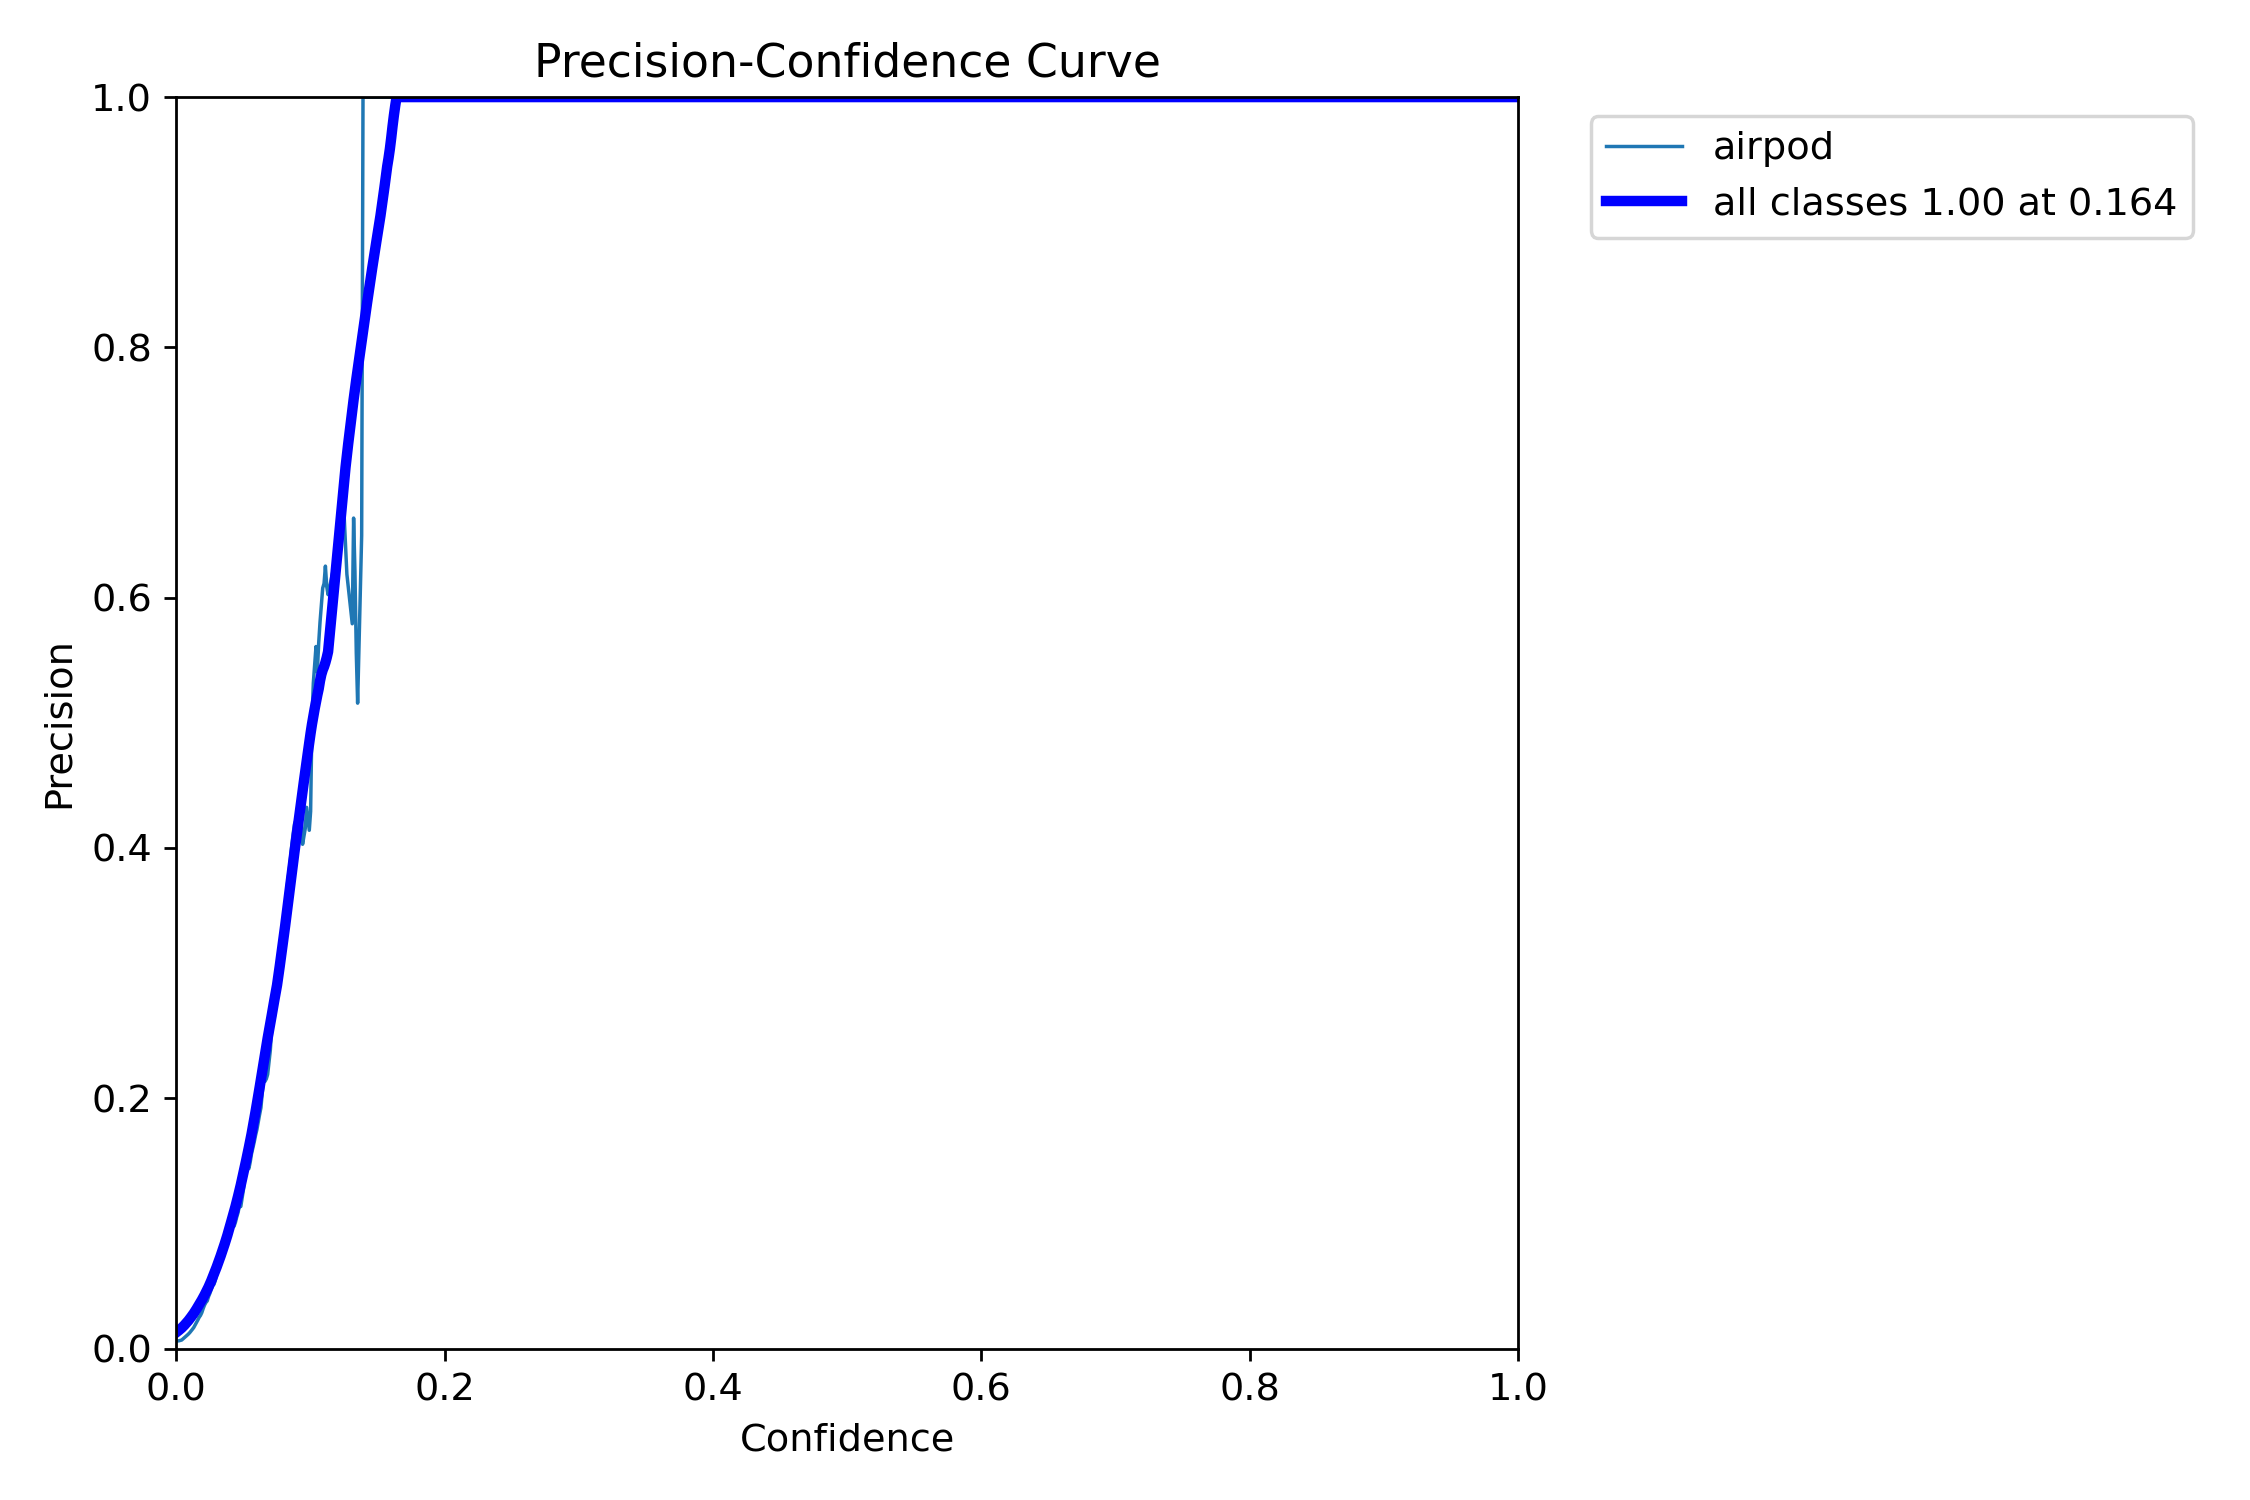 Precision-Confidence Curve
airpod
all classes 1.00 at 0.164
1.0
0.8
0.6
0.4
0.2
0.0
Precision
0.0 0.2 0.4 0.6 0.8 1.0
Confidence